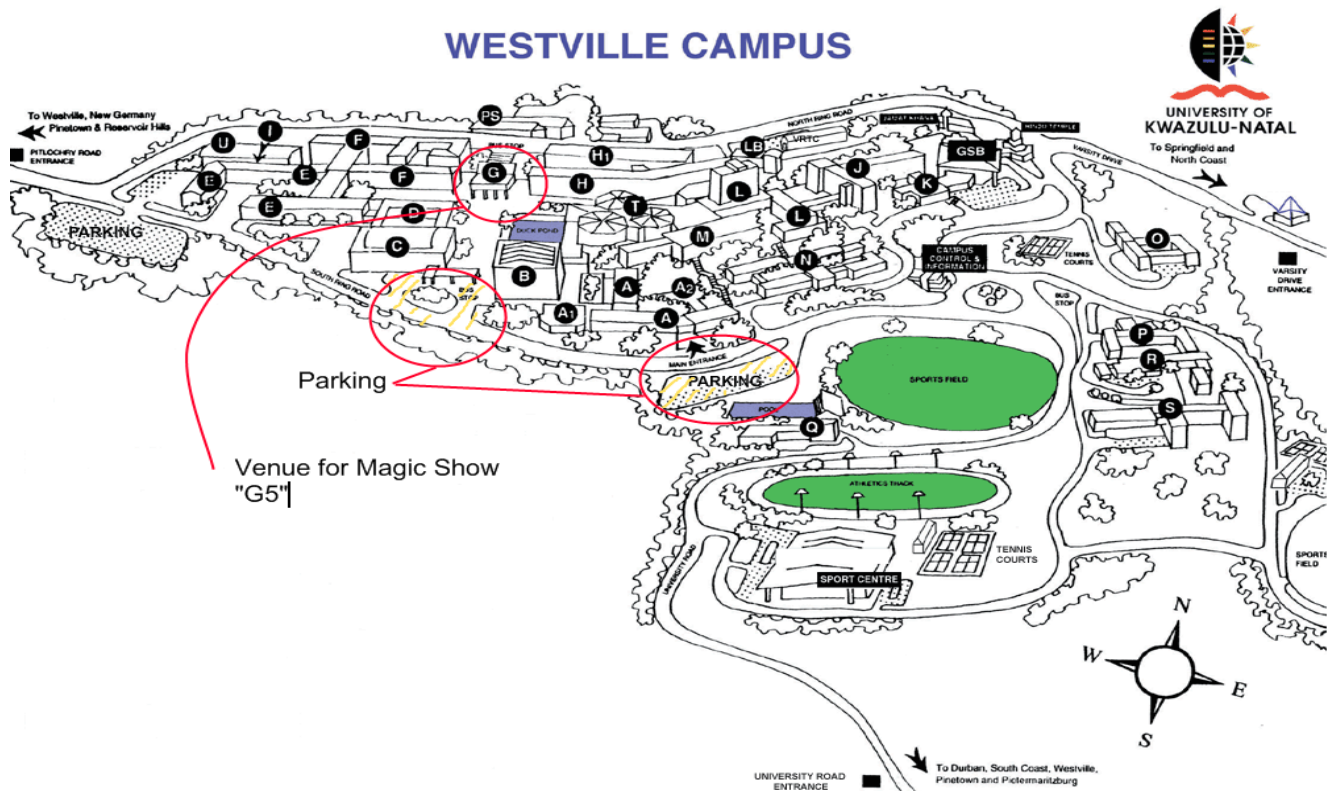 WESTVILLE CAMPUS
UNIVERSITY OF
KWAZULU-NATAL
To Westville, New Germany
Pinetown & Reservoir Hills
PITLOCHRY ROAD
ENTRANCE
To Springfield and
North Coast
VARSITY DRIVE
NORTH RING ROAD
HINDU TEMPLE
VRTC
PS
BUS STOP
U
I
F
H1
LB
GSB
G
E
E
F
H
L
J
K
E
D
T
L
O
PARKING
DUCK POND
C
M
CAMPUS
CONTROL &
INFORMATION
TENNIS
COURTS
VARSITY
DRIVE
ENTRANCE
B
N
SOUTH RING ROAD
BUS
STOP
A
A2
BUS
STOP
A1
A
P
MAIN ENTRANCE
R
Parking
PARKING
SPORTS FIELD
POOL
S
Q
Venue for Magic Show
"G5"
ATHLETICS TRACK
UNIVERSITY ROAD
TENNIS
COURTS
SPORT CENTRE
SPORTS
FIELD
N
W
E
S
To Durban, South Coast, Westville,
Pinetown and Pietermaritzburg
UNIVERSITY ROAD
ENTRANCE